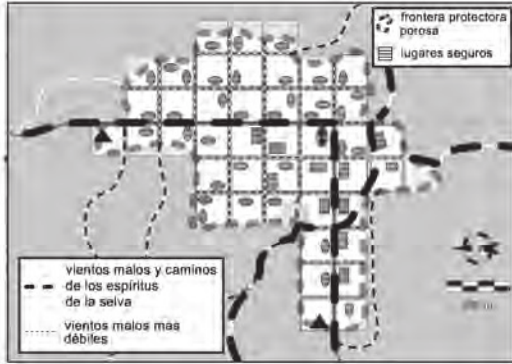 frontera protectora
porosa
lugares seguros
vientos malos y caminos
de los espíritus
de la selva
vientos malos mas
débiles